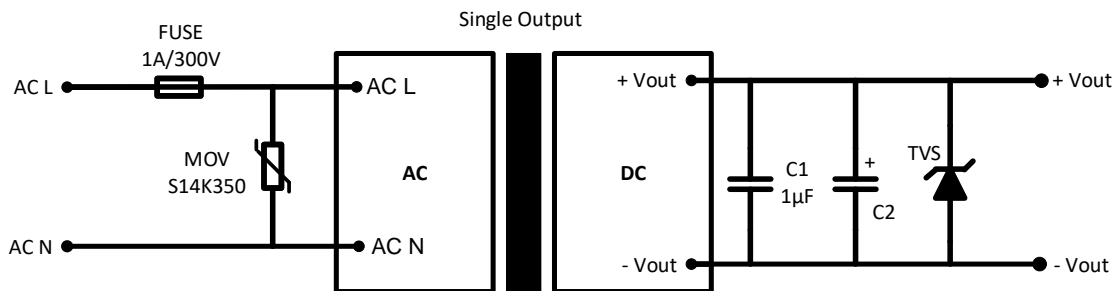 Single Output
FUSE
1A/300V
AC L
AC L
+ Vout
+ Vout
MOV
S14K350
AC
DC
C1
1µF
+
C2
TVS
AC N
AC N
- Vout
- Vout